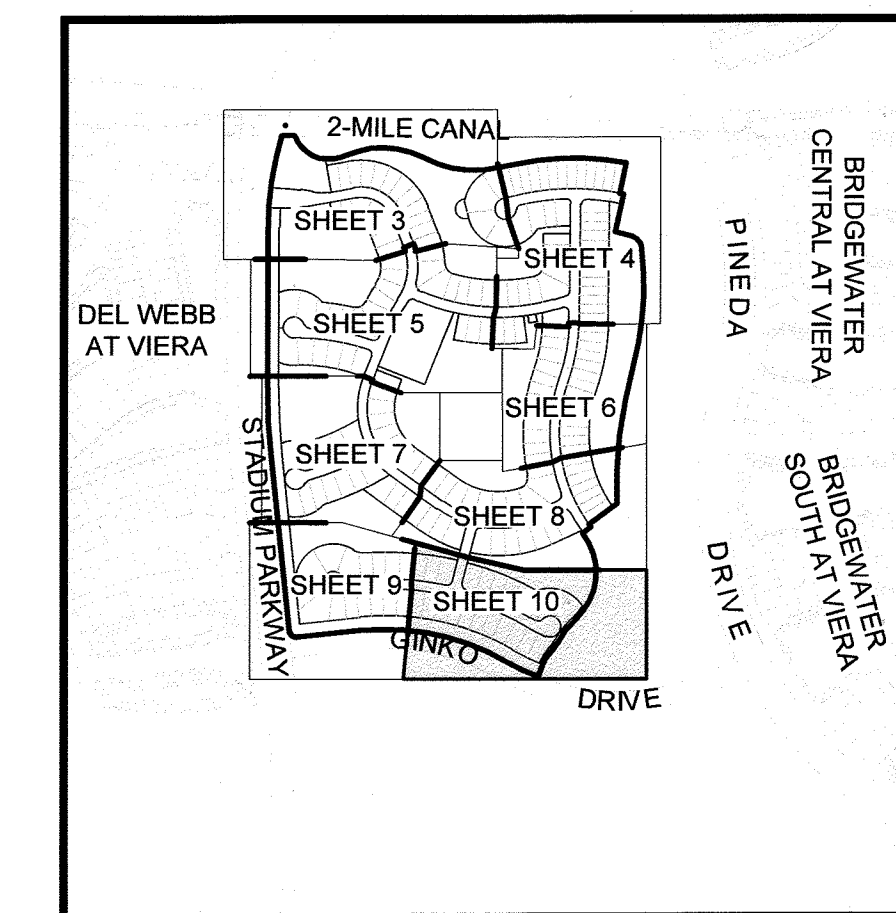 2-MILE CANAL
SHEET 3
SHEET 4
DEL WEBB
AT VIERA
SHEET 5
SHEET 6
SHEET 7
SHEET 8
SHEET 9
SHEET 10
STADIUM PARKWAY
GINKO
DRIVE
PINEDA
DRIVE
BRIDGEWATER
CENTRAL AT VIERA
BRIDGEWATER
SOUTH AT VIERA